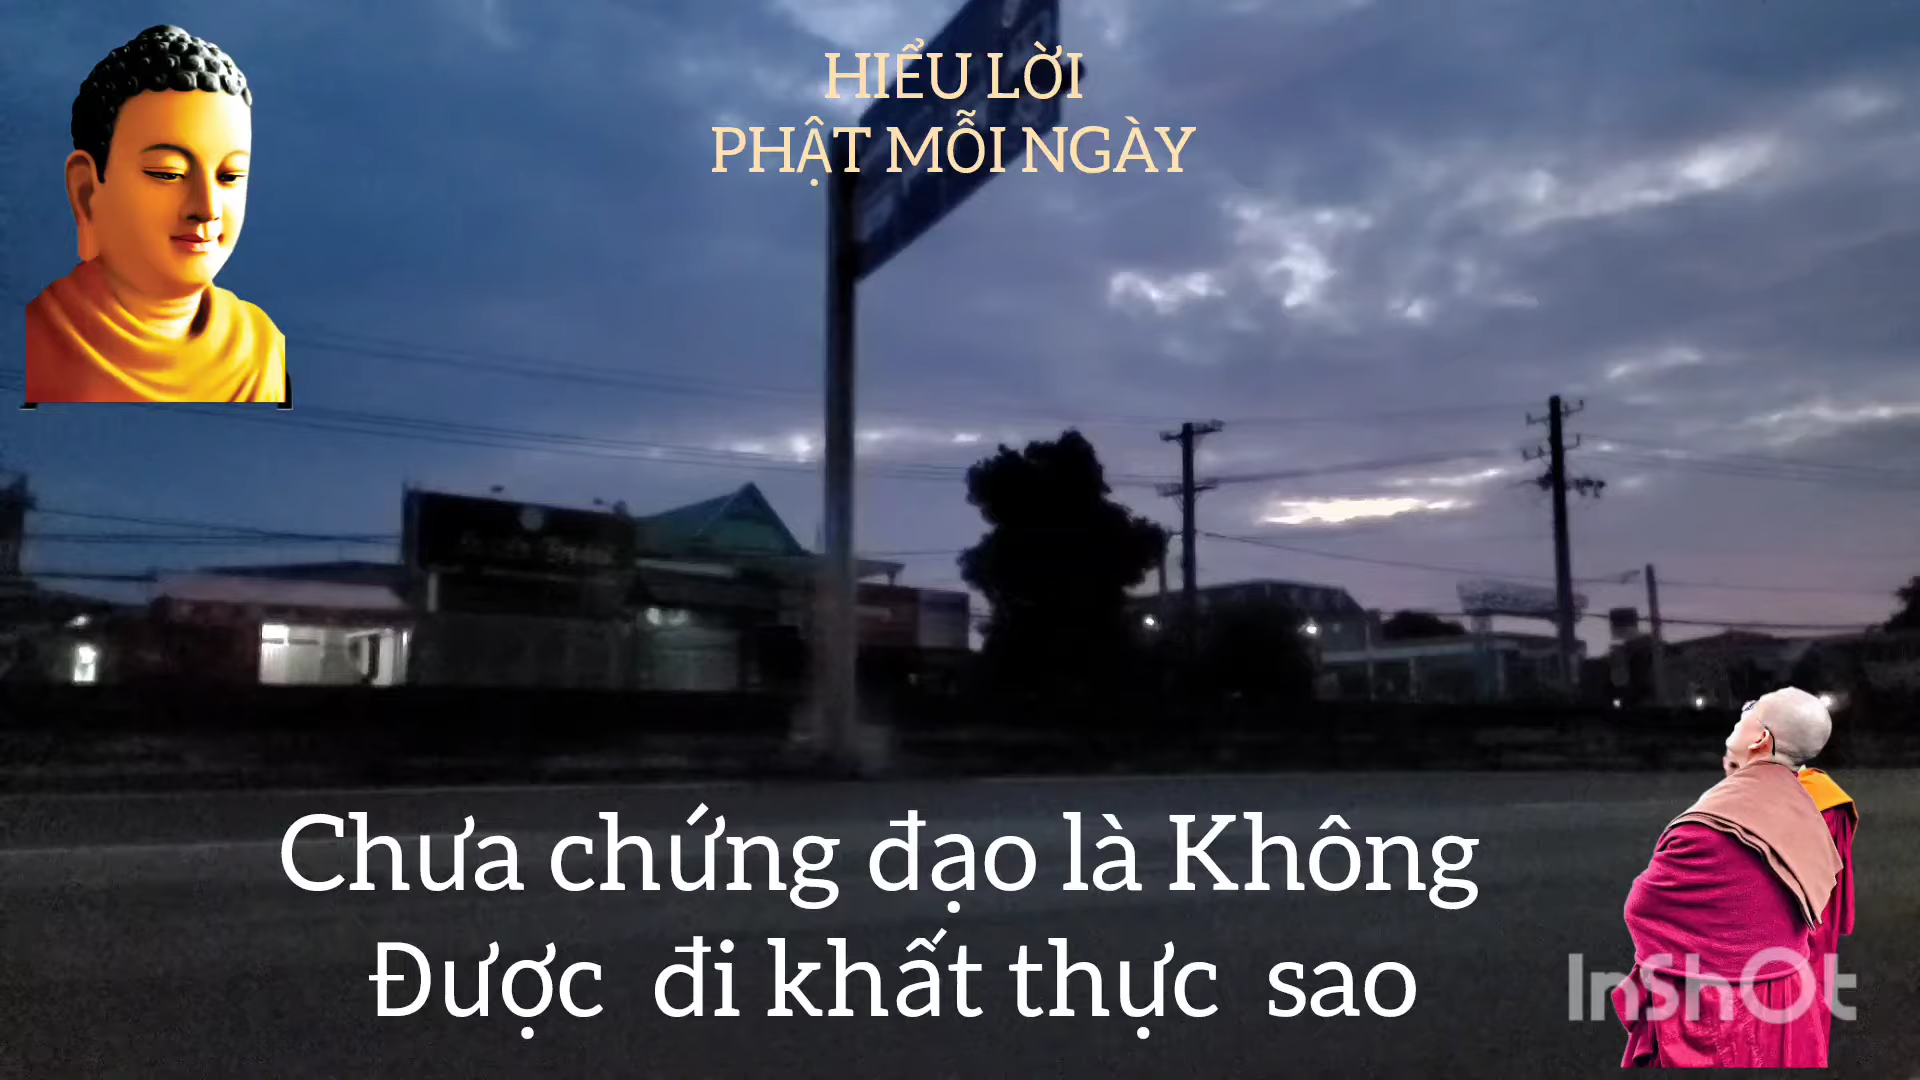 HIỂU LỜI
PHẬT MỖI NGÀY
Chưa chứng đạo là Không
Được đi khất thực sao
InShOt